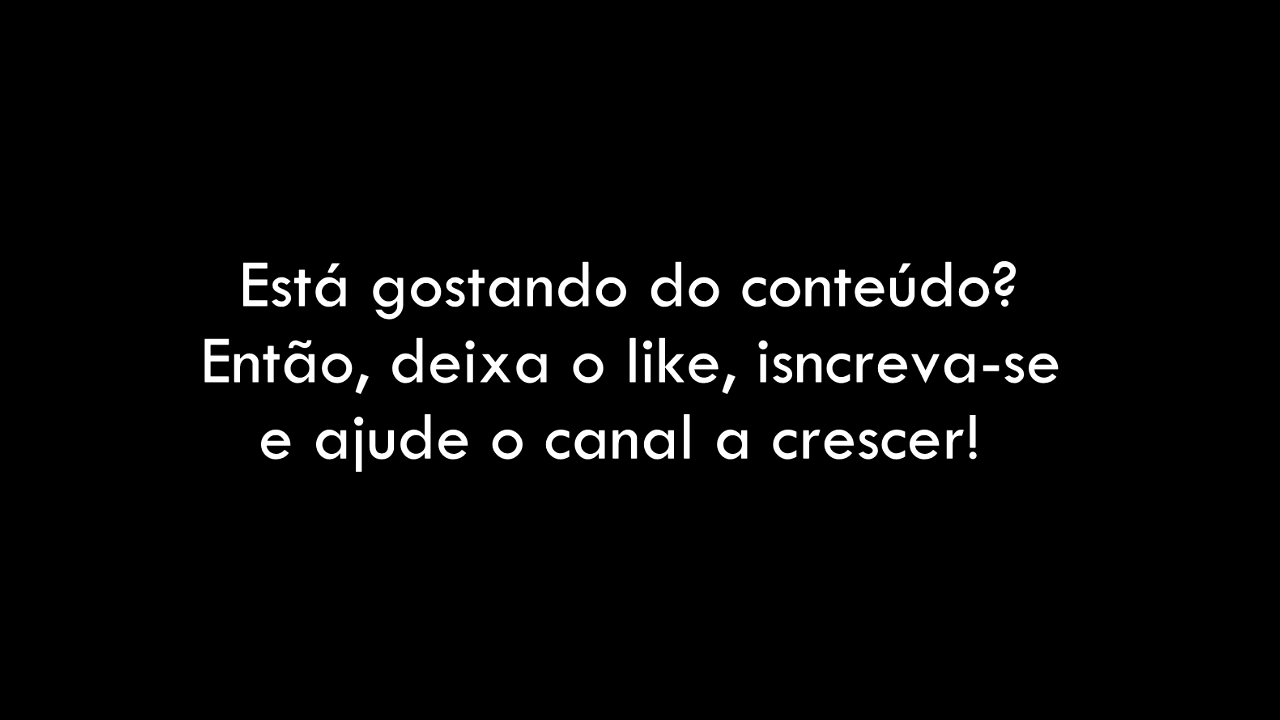 Está gostando do conteúdo?
Então, deixa o like, isncreva-se
e ajude o canal a crescer!